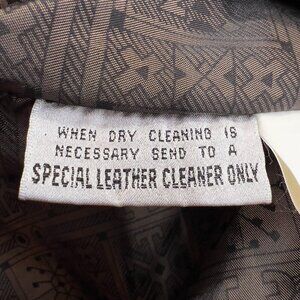 WHEN DRY CLEANING IS
NECESSARY SEND TO A
SPECIAL LEATHER CLEANER ONLY